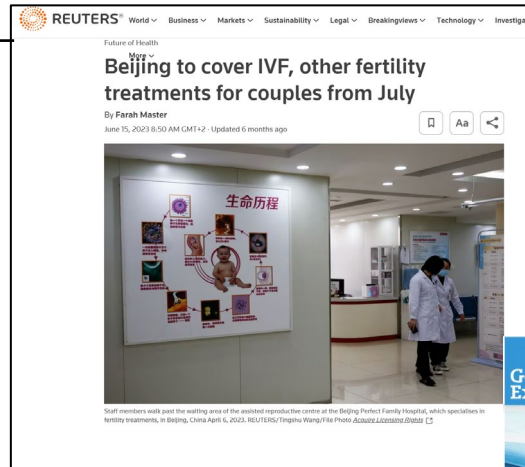 REUTERS® World Business Markets Sustainability Legal Breakingviews Technology Investiga
More
Future of Health
Beijing to cover IVF, other fertility
treatments for couples from July
By Farah Master
June 15, 2023 8:50 AM GMT+2 · Updated 6 months ago
Aa
生命历程
Staff members walk past the waiting area of the assisted reproductive centre at the Beijing Perfect Family Hospital, which specialises in
fertility treatments, in Beijing, China April 6, 2023. REUTERS/Tingshu Wang/File Photo Acquire Licensing Rights
G
Ex